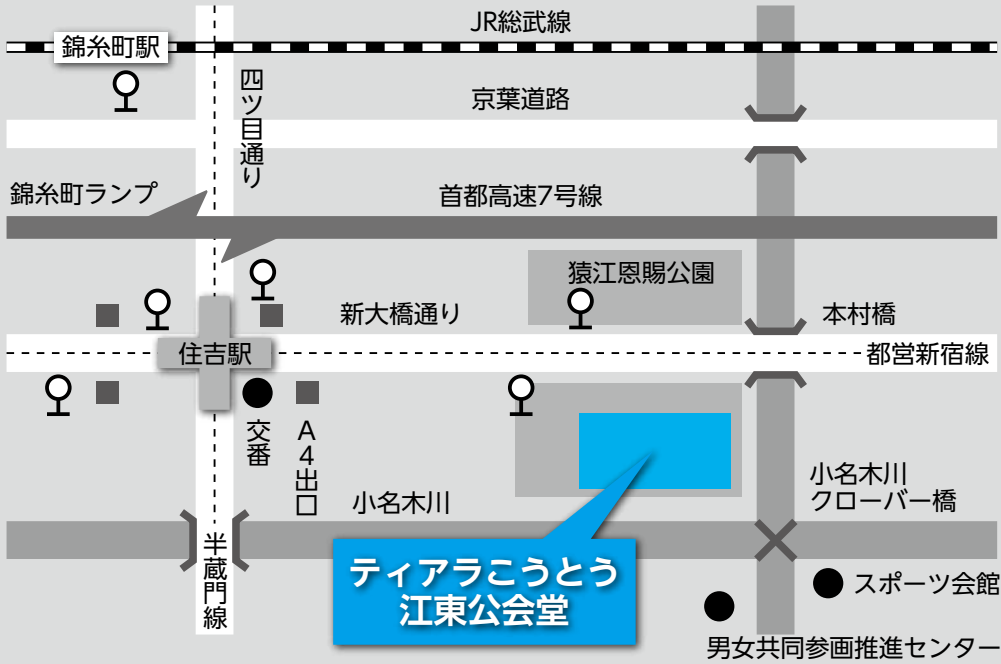 JR総武線
錦糸町駅
四ツ目通り
京葉道路
錦糸町ランプ
首都高速7号線
猿江恩賜公園
新大橋通り
本村橋
住吉駅
都営新宿線
交番
A4出口
小名木川
小名木川
クローバー橋
半蔵門線
ティアラこうとう
江東公会堂
スポーツ会館
男女共同参画推進センター